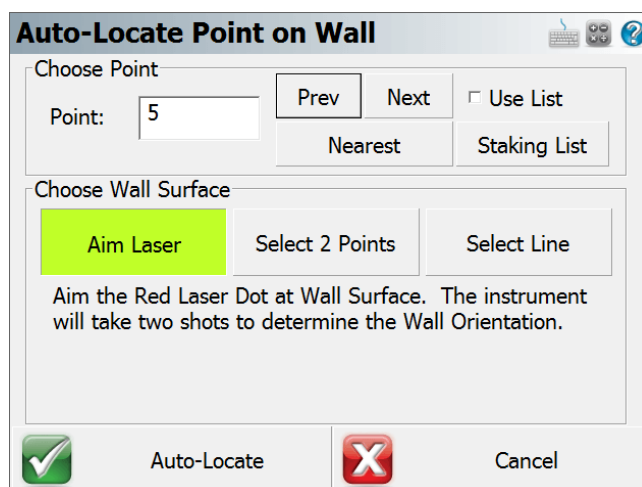 Auto-Locate Point on Wall
Choose Point
Point:
5
Prev
Next
Use List
Nearest
Staking List
Choose Wall Surface
Aim Laser
Select 2 Points
Select Line
Aim the Red Laser Dot at Wall Surface.  The instrument
will take two shots to determine the Wall Orientation.
Auto-Locate
Cancel